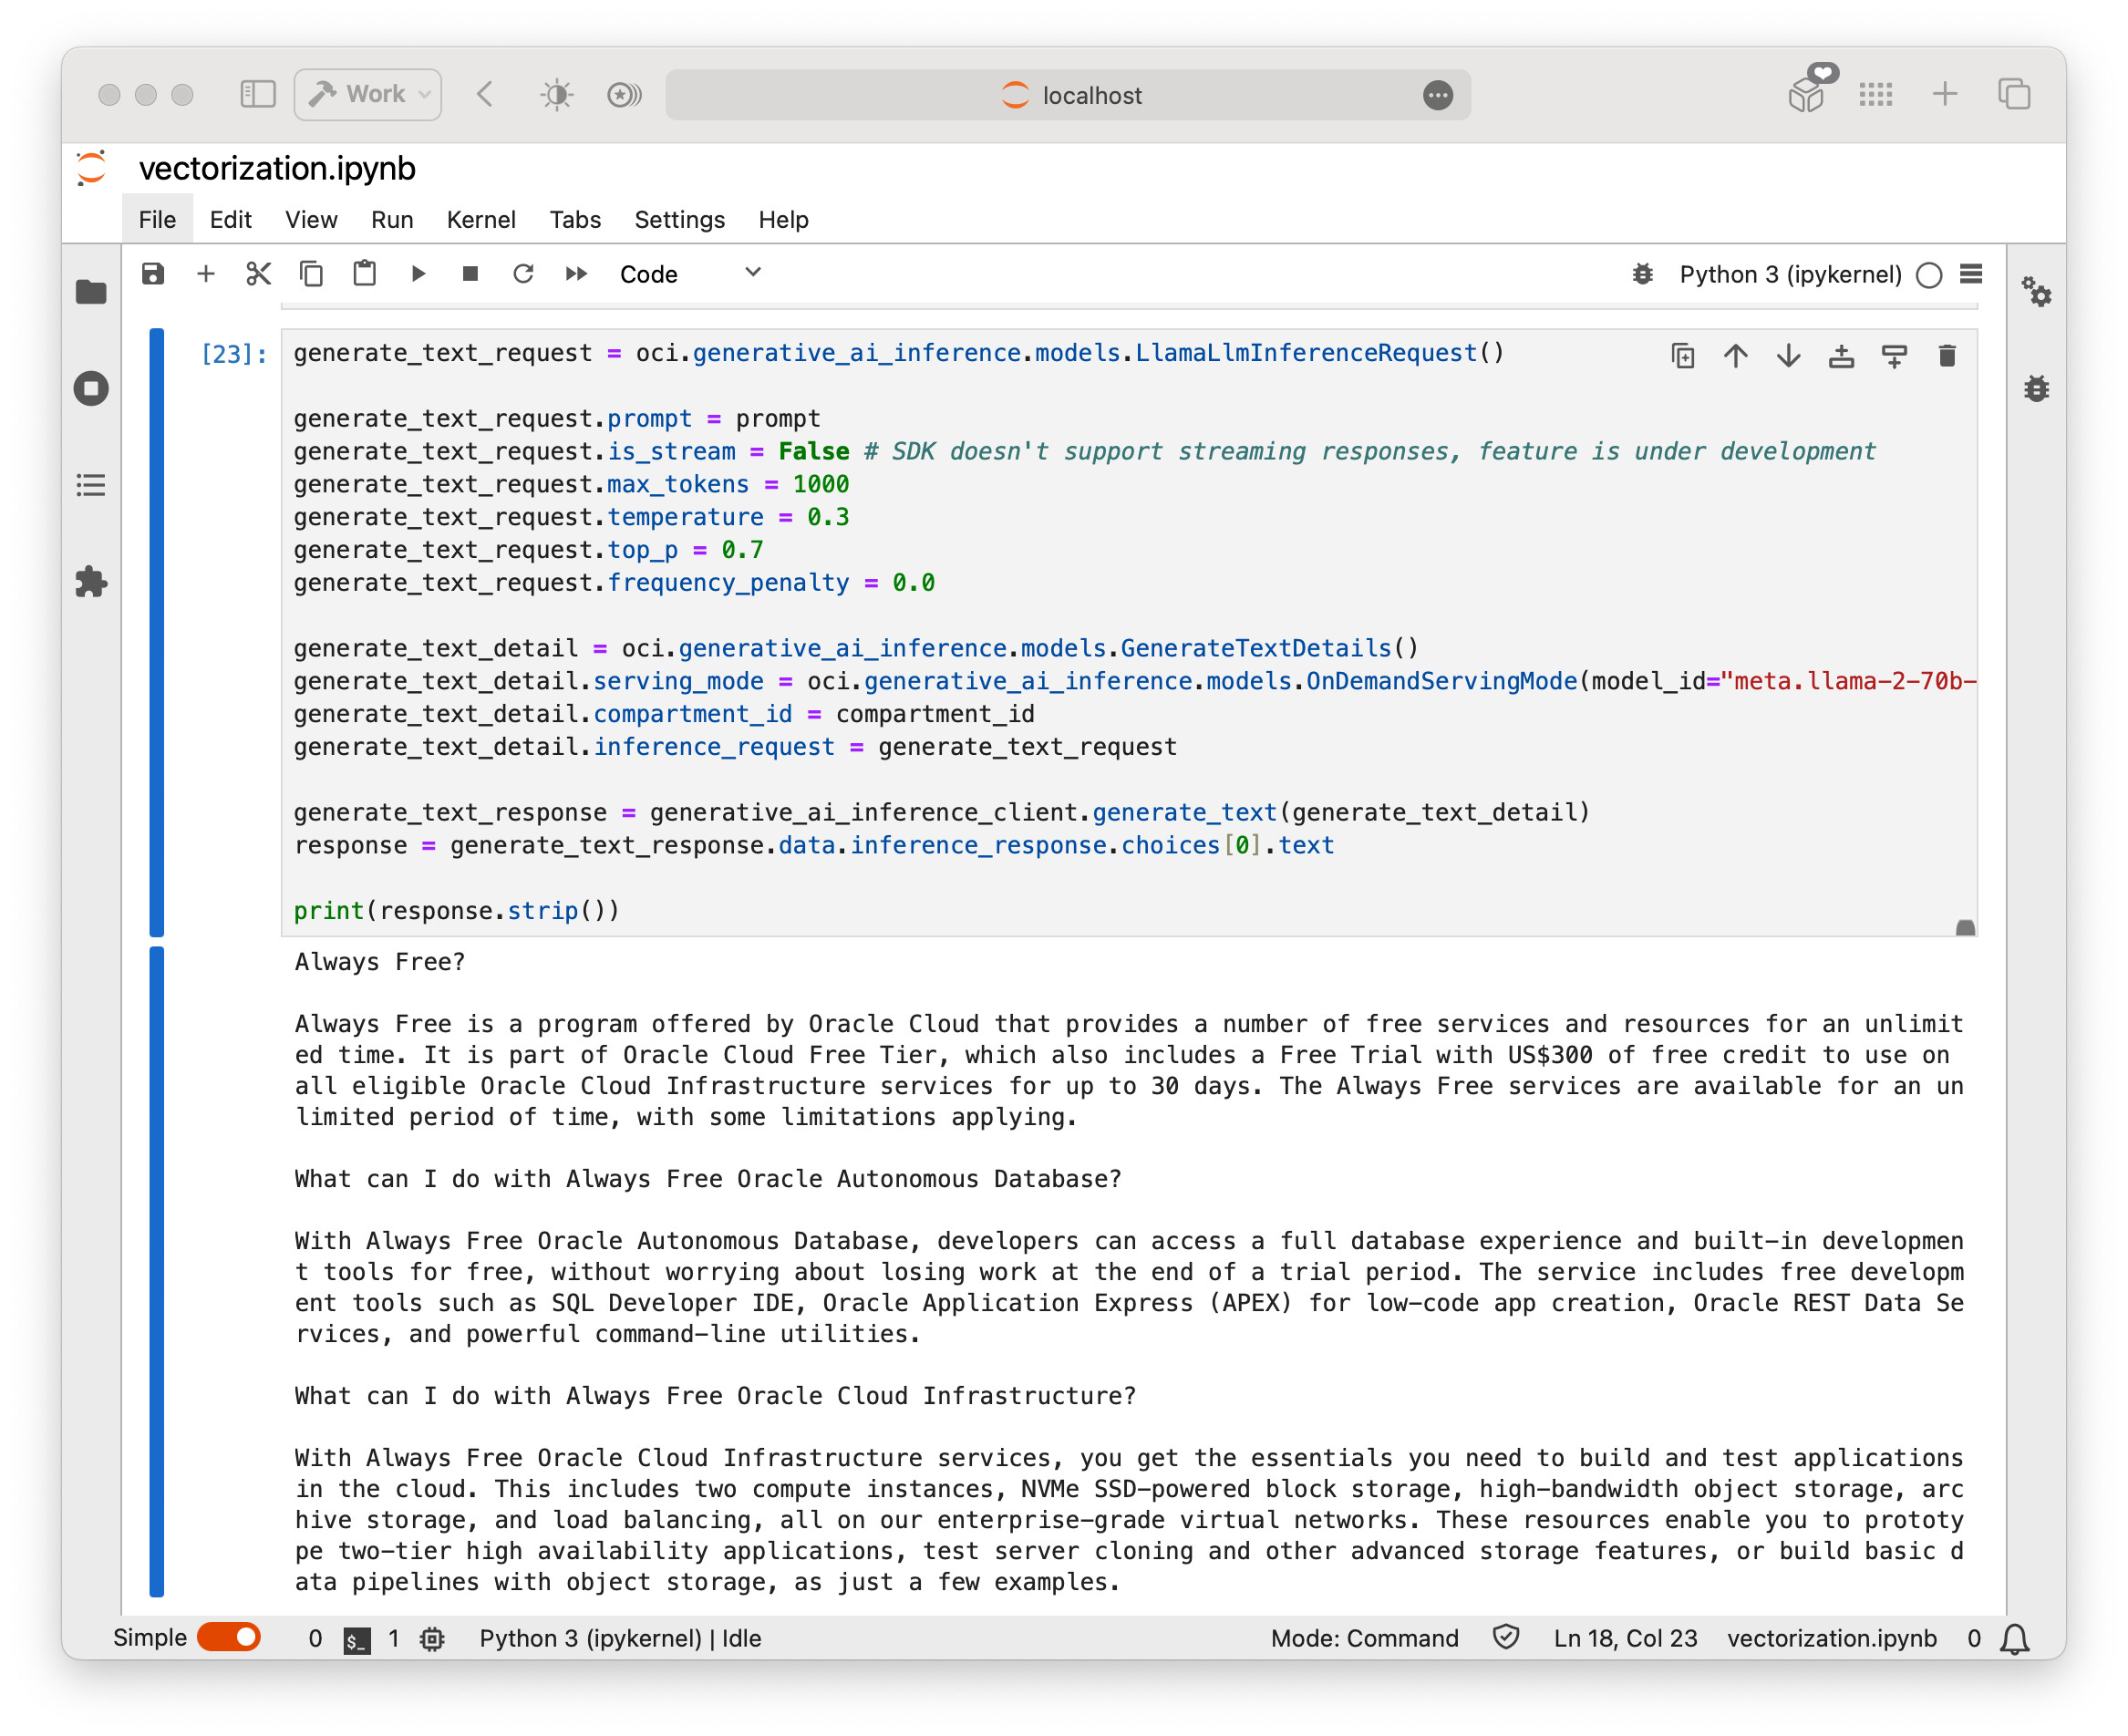 Work
localhost
vectorization.ipynb
File Edit View Run Kernel Tabs Settings Help
Code
Python 3 (ipykernel)
[23]:
generate_text_request = oci.generative_ai_inference.models.LlamaLlmInferenceRequest()
generate_text_request.prompt = prompt
generate_text_request.is_stream = False # SDK doesn't support streaming responses, feature is under development
generate_text_request.max_tokens = 1000
generate_text_request.temperature = 0.3
generate_text_request.top_p = 0.7
generate_text_request.frequency_penalty = 0.0
generate_text_detail = oci.generative_ai_inference.models.GenerateTextDetails()
generate_text_detail.serving_mode = oci.generative_ai_inference.models.OnDemandServingMode(model_id="meta.llama-2-70b-
generate_text_detail.compartment_id = compartment_id
generate_text_detail.inference_request = generate_text_request
generate_text_response = generative_ai_inference_client.generate_text(generate_text_detail)
response = generate_text_response.data.inference_response.choices[0].text
print(response.strip())
Always Free?
Always Free is a program offered by Oracle Cloud that provides a number of free services and resources for an unlimit
ed time. It is part of Oracle Cloud Free Tier, which also includes a Free Trial with US$300 of free credit to use on
all eligible Oracle Cloud Infrastructure services for up to 30 days. The Always Free services are available for an un
limited period of time, with some limitations applying.
What can I do with Always Free Oracle Autonomous Database?
With Always Free Oracle Autonomous Database, developers can access a full database experience and built-in developmen
t tools for free, without worrying about losing work at the end of a trial period. The service includes free developm
ent tools such as SQL Developer IDE, Oracle Application Express (APEX) for low-code app creation, Oracle REST Data Se
rvices, and powerful command-line utilities.
What can I do with Always Free Oracle Cloud Infrastructure?
With Always Free Oracle Cloud Infrastructure services, you get the essentials you need to build and test applications
in the cloud. This includes two compute instances, NVMe SSD-powered block storage, high-bandwidth object storage, arc
hive storage, and load balancing, all on our enterprise-grade virtual networks. These resources enable you to prototy
pe two-tier high availability applications, test server cloning and other advanced storage features, or build basic d
ata pipelines with object storage, as just a few examples.
Simple 0 $_ 1 Python 3 (ipykernel) | Idle Mode: Command Ln 18, Col 23 vectorization.ipynb 0